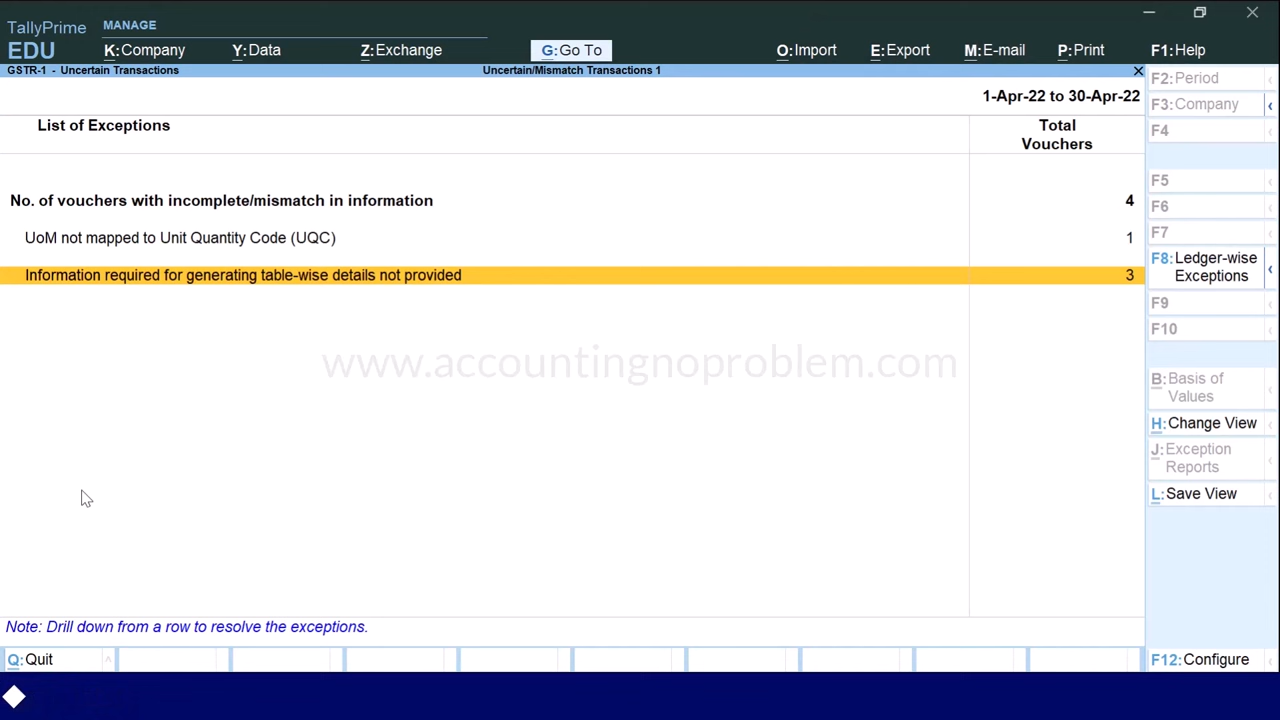 TallyPrime MANAGE
EDU K:Company Y:Data Z:Exchange G:Go To O:Import E:Export M:E-mail P:Print F1:Help
GSTR-1 - Uncertain Transactions Uncertain/Mismatch Transactions 1
1-Apr-22 to 30-Apr-22
List of Exceptions Total
Vouchers
No. of vouchers with incomplete/mismatch in information 4
UoM not mapped to Unit Quantity Code (UQC) 1
Information required for generating table-wise details not provided 3
www.accountingnoproblem.com
Note: Drill down from a row to resolve the exceptions.
Q:Quit
F2:Period
F3:Company
F4
F5
F6
F7
F8:Ledger-wise
Exceptions
F9
F10
B:Basis of
Values
H:Change View
J:Exception
Reports
L:Save View
F12:Configure